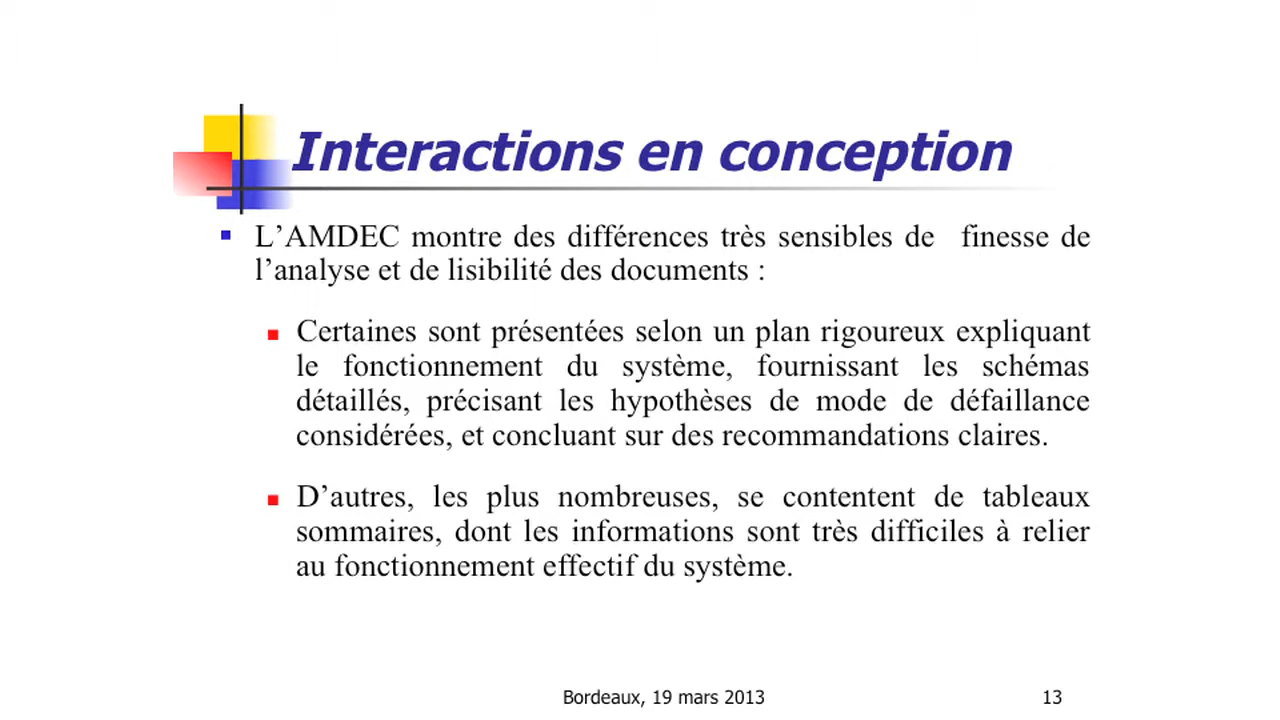 Interactions en conception
L’AMDEC montre des différences très sensibles de finesse de
l’analyse et de lisibilité des documents :
Certaines sont présentées selon un plan rigoureux expliquant
le fonctionnement du système, fournissant les schémas
détaillés, précisant les hypothèses de mode de défaillance
considérées, et concluant sur des recommandations claires.
D’autres, les plus nombreuses, se contentent de tableaux
sommaires, dont les informations sont très difficiles à relier
au fonctionnement effectif du système.
Bordeaux, 19 mars 2013
13